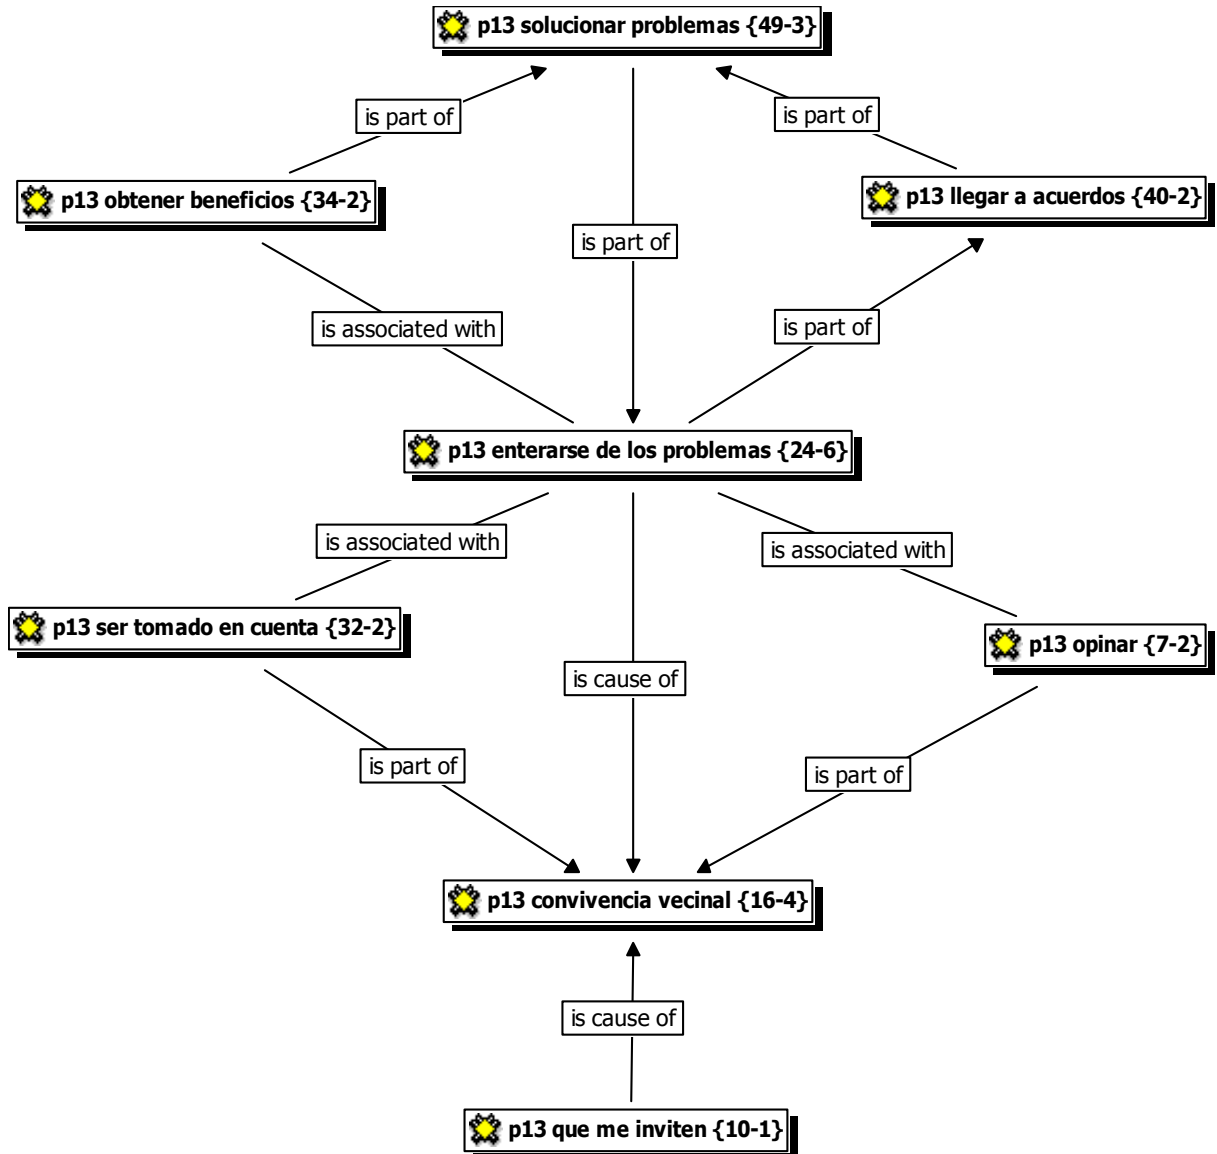 p13 solucionar problemas {49-3}
is part of
is part of
p13 obtener beneficios {34-2}
p13 llegar a acuerdos {40-2}
is part of
is associated with
is part of
p13 enterarse de los problemas {24-6}
is associated with
is associated with
p13 ser tomado en cuenta {32-2}
p13 opinar {7-2}
is cause of
is part of
is part of
p13 convivencia vecinal {16-4}
is cause of
p13 que me inviten {10-1}